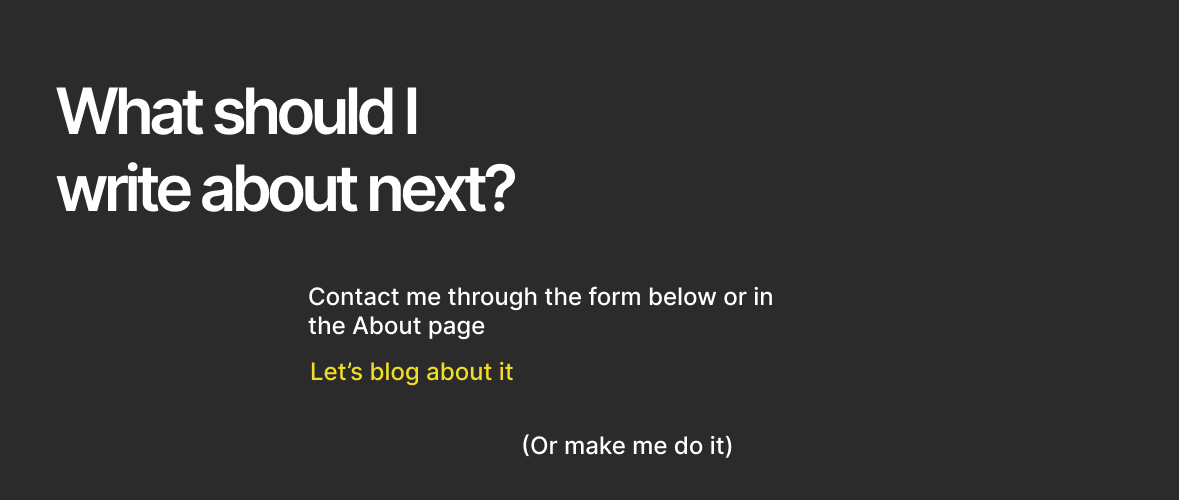 What should I
write about next?
Contact me through the form below or in
the About page
Let’s blog about it
(Or make me do it)